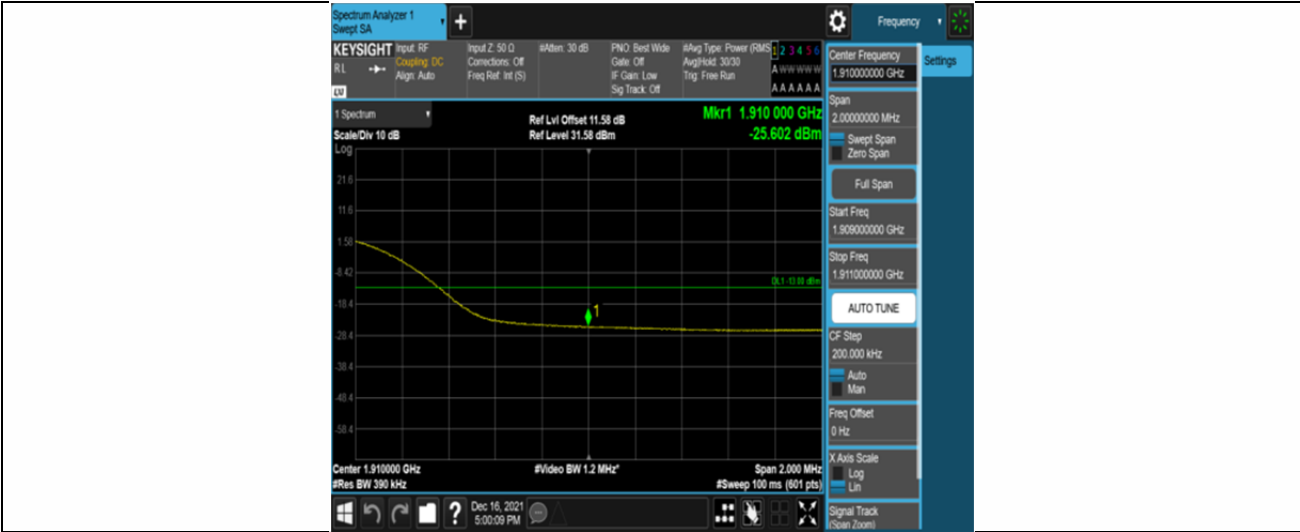 Spectrum Analyzer 1
Swept SA
Frequency
KEYSIGHT
RL
Input: RF
Coupling: DC
Align: Auto
Input Z: 50 Ω
Corrections: Off
Freq Ref: Int (S)
#Atten: 30 dB
PNO: Best Wide
Gate: Off
IF Gain: Low
Sig Track: Off
#Avg Type: Power (RMS
Avg|Hold: 30/30
Trig: Free Run
1 2 3 4 5 6
A W W W W W
A A A A A A
1 Spectrum
Scale/Div 10 dB
Ref Lvl Offset 11.58 dB
Ref Level 31.58 dBm
Mkr1 1.910 000 GHz
-25.602 dBm
Log
21.6
11.6
1.58
-8.42
-18.4
-28.4
-38.4
-48.4
-58.4
DL1 -13.00 dBm
1
Center 1.910000 GHz
#Res BW 390 kHz
#Video BW 1.2 MHz*
Span 2.000 MHz
#Sweep 100 ms (601 pts)
Dec 16, 2021
5:00:09 PM
Center Frequency
1.910000000 GHz
Settings
Span
2.00000000 MHz
Swept Span
Zero Span
Full Span
Start Freq
1.909000000 GHz
Stop Freq
1.911000000 GHz
AUTO TUNE
CF Step
200.000 kHz
Auto
Man
Freq Offset
0 Hz
X Axis Scale
Log
Lin
Signal Track
(Span Zoom)